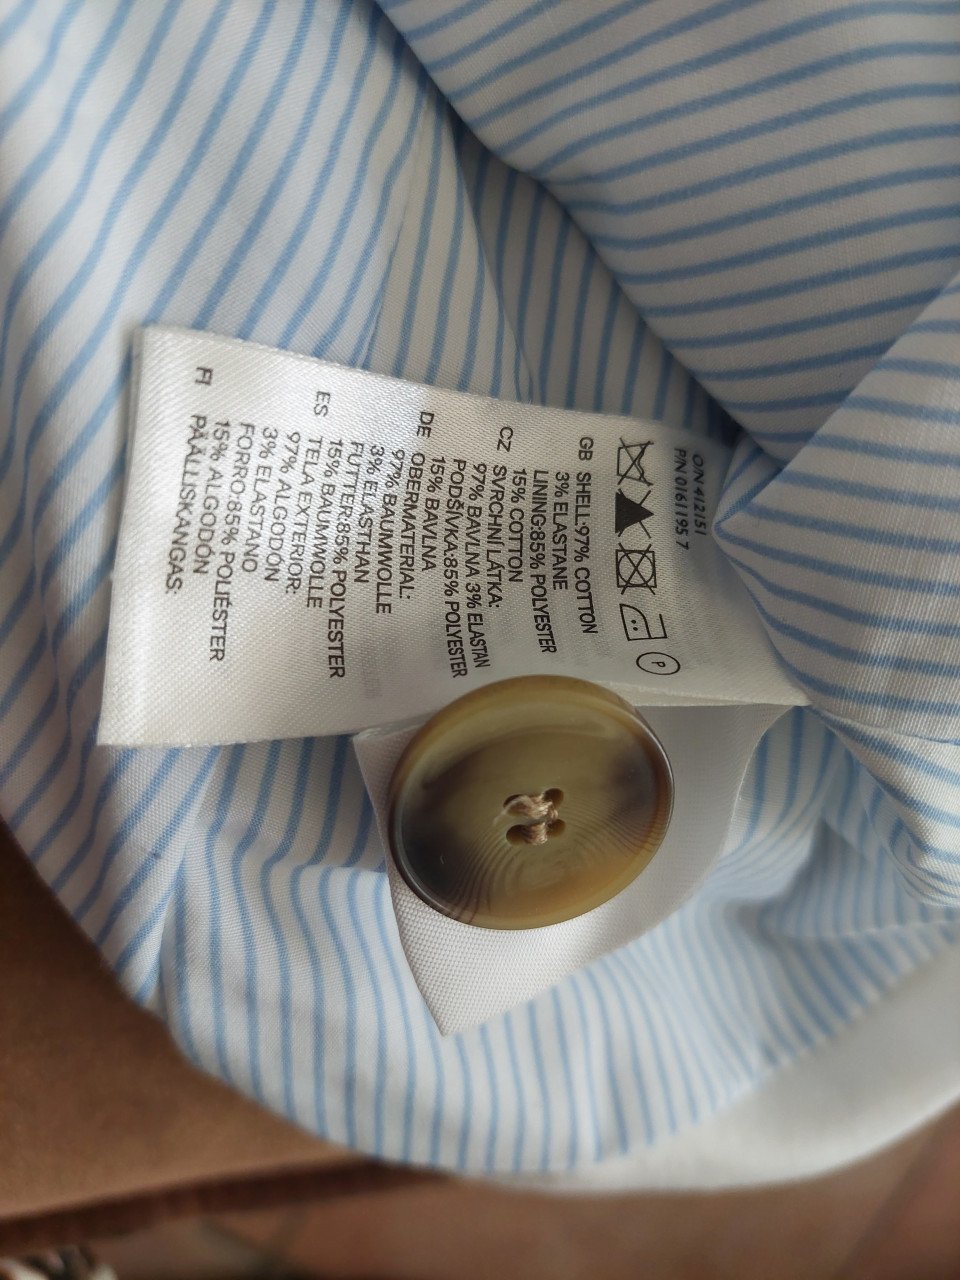 O/N 412151
P/N 0161195 7
P
GB SHELL:97% COTTON
3% ELASTANE
LINING:85% POLYESTER
15% COTTON
CZ SVRCHNI LÁTKA:
97% BAVLNA 3% ELASTAN
PODŠÍVKA:85% POLYESTER
15% BAVLNA
DE OBERMATERIAL:
97% BAUMWOLLE
3% ELASTHAN
FUTTER:85% POLYESTER
15% BAUMWOLLE
ES TELA EXTERIOR:
97% ALGODÓN
3% ELASTANO
FORRO:85% POLIÉSTER
15% ALGODÓN
FI PÄÄLLISKANGAS: